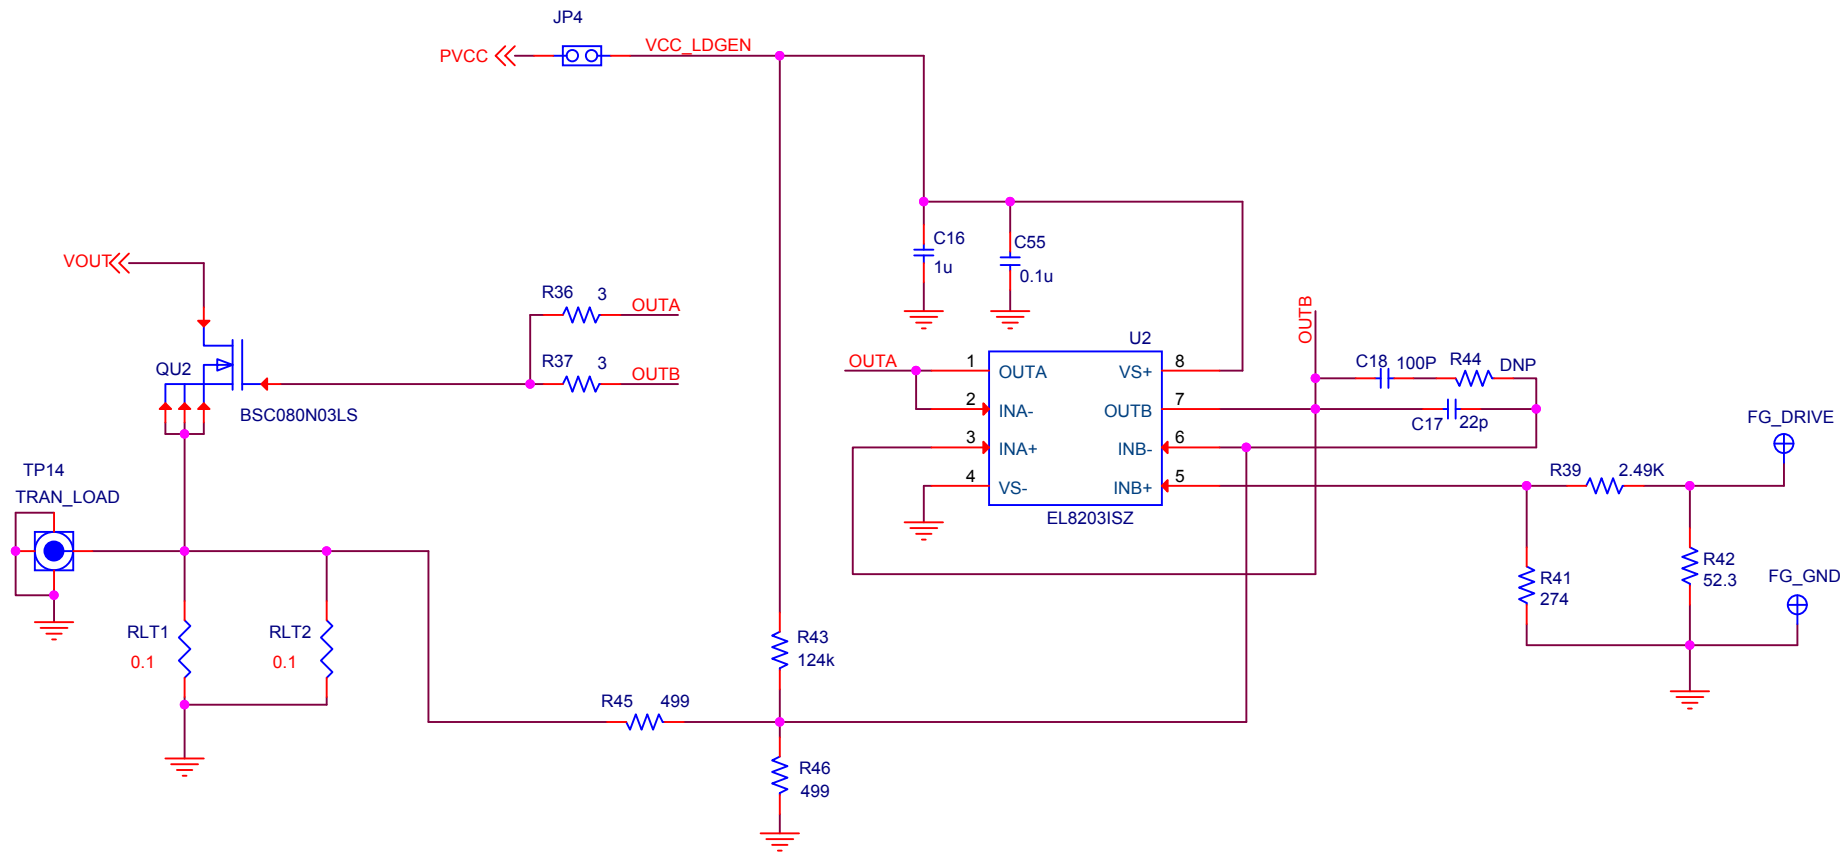 JP4
PVCC
VCC_LDGEN
C16
1u
C55
0.1u
VOUT
R36 3
OUTA
R37 3
OUTB
QU2
BSC080N03LS
OUTB
U2
OUTA
1
OUTA
VS+
8
2
INA-
OUTB
7
3
INA+
INB-
6
4
VS-
INB+
5
EL8203ISZ
C18 100P
R44
DNP
C17
22p
FG_DRIVE
R39
2.49K
TP14
TRAN_LOAD
R41
274
R42
52.3
FG_GND
RLT1
0.1
RLT2
0.1
R43
124k
R45 499
R46
499